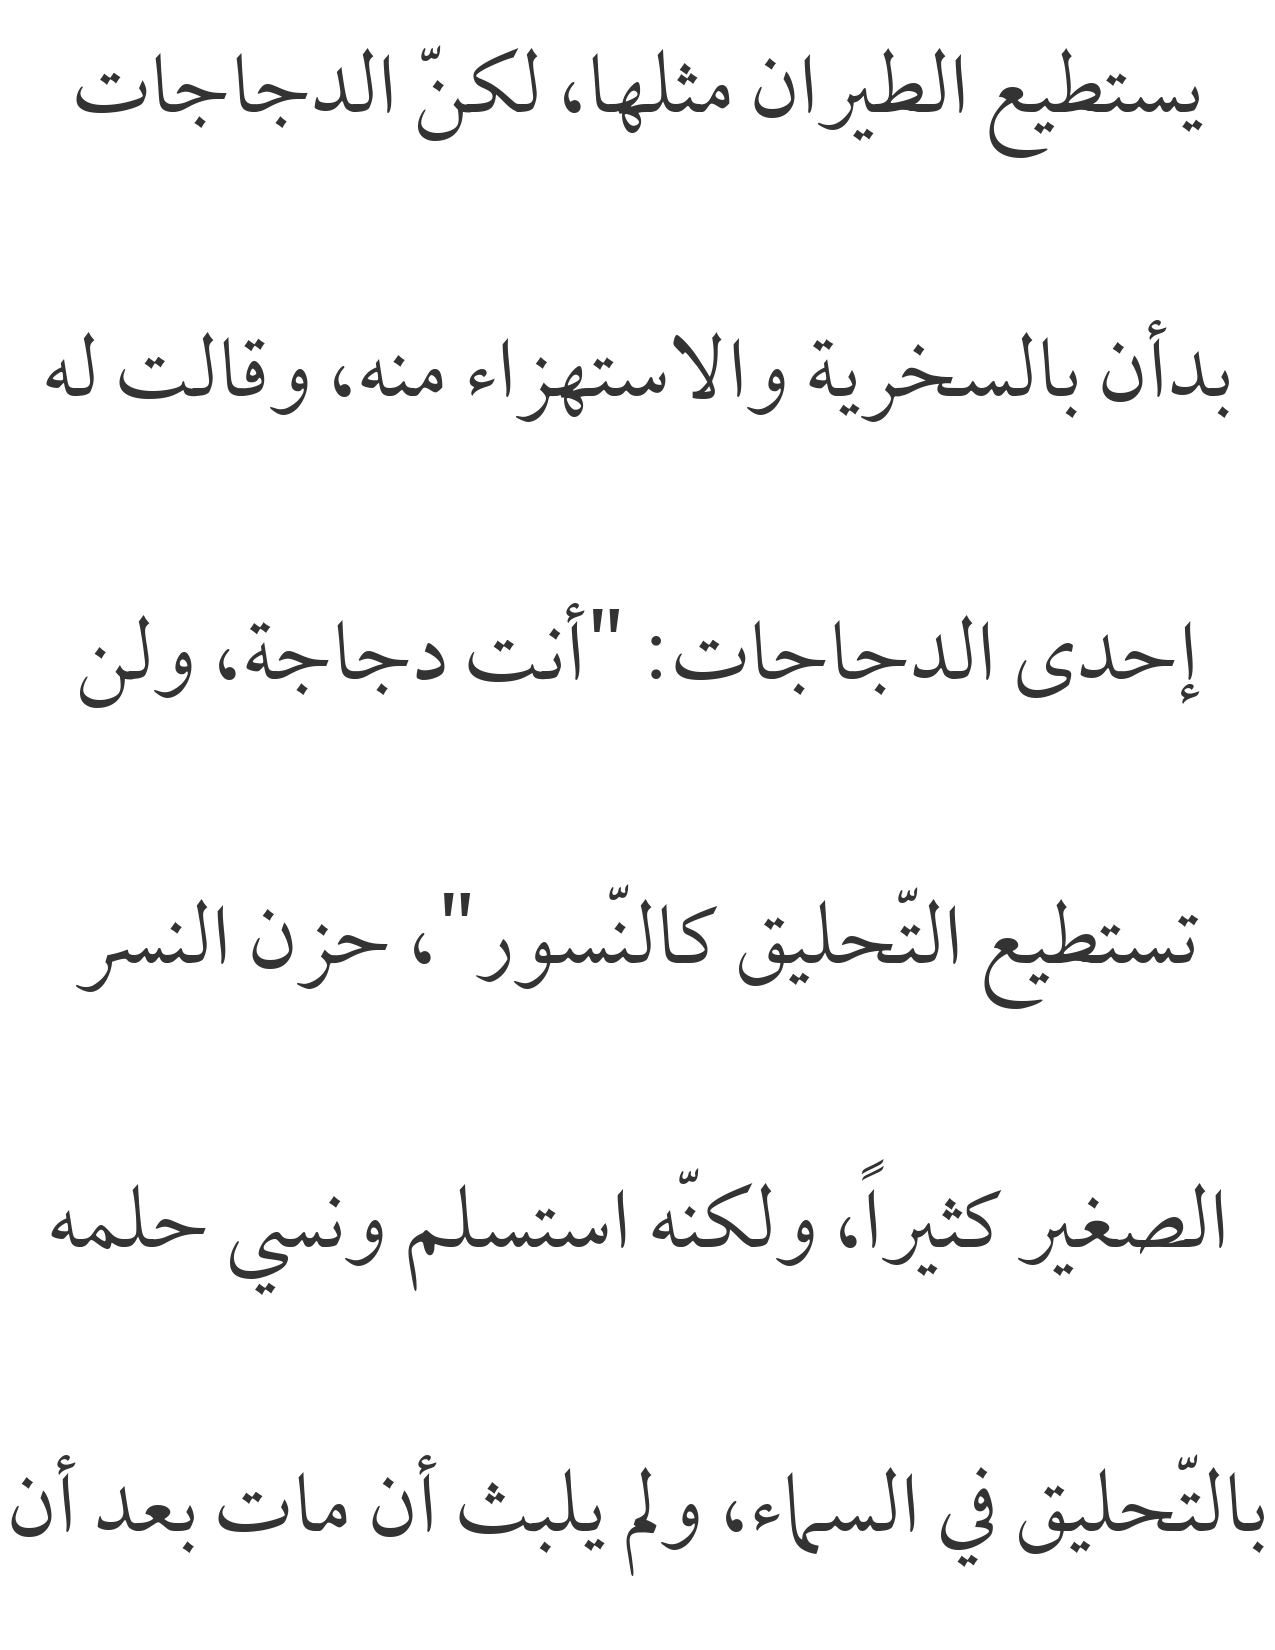 يستطيع الطيران مثلها، لكنّ الدجاجات
بدأن بالسخرية والاستهزاء منه، وقالت له
إحدى الدجاجات: "أنت دجاجة، ولن
تستطيع التّحليق كالنّسور"، حزن النسر
الصغير كثيراً، ولكنّه استسلم ونسي حلمه
بالتّحليق في السماء، ولم يلبث أن مات بعد أن